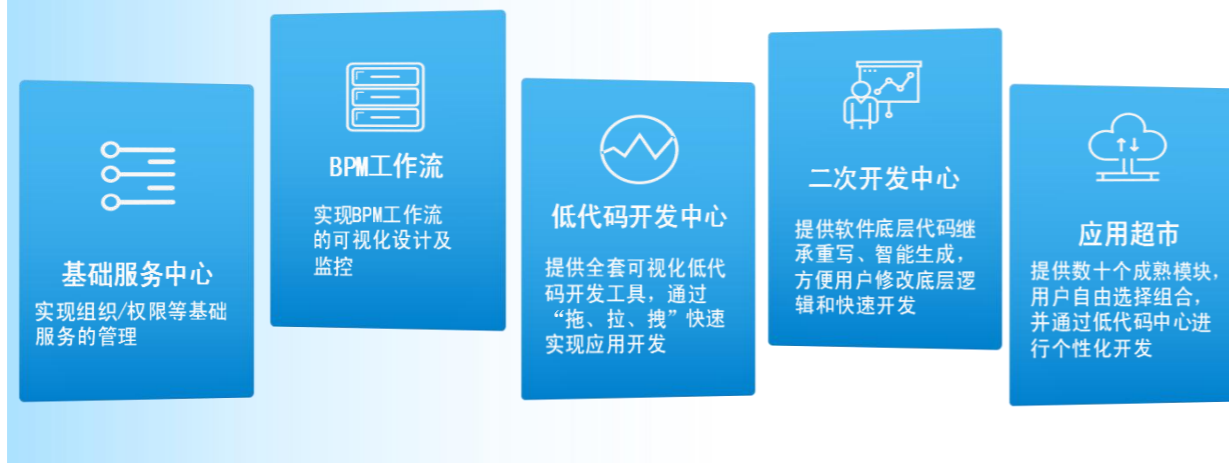 基础服务中心
实现组织/权限等基础
服务的管理
BPM工作流
实现BPM工作流
的可视化设计及
监控
低代码开发中心
提供全套可视化低代
码开发工具，通过
“拖、拉、拽”快速
实现应用开发
二次开发中心
提供软件底层代码继
承重写、智能生成，
方便用户修改底层逻
辑和快速开发
应用超市
提供数十个成熟模块，
用户自由选择组合，
并通过低代码中心进
行个性化开发